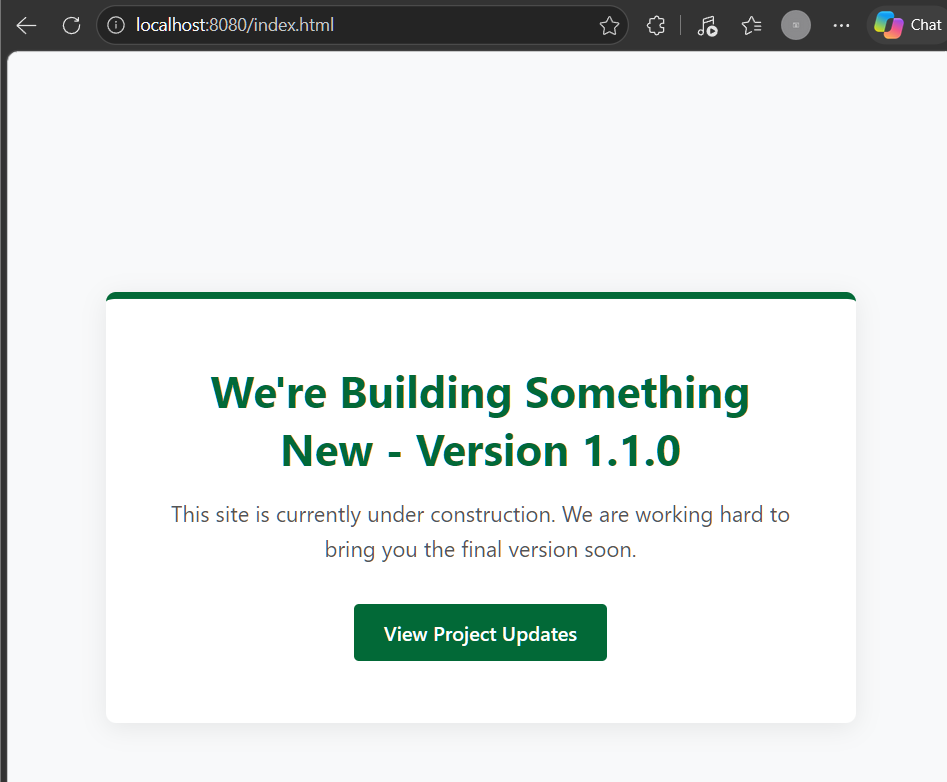 localhost:8080/index.html
Chat
We're Building Something
New - Version 1.1.0
This site is currently under construction. We are working hard to
bring you the final version soon.
View Project Updates